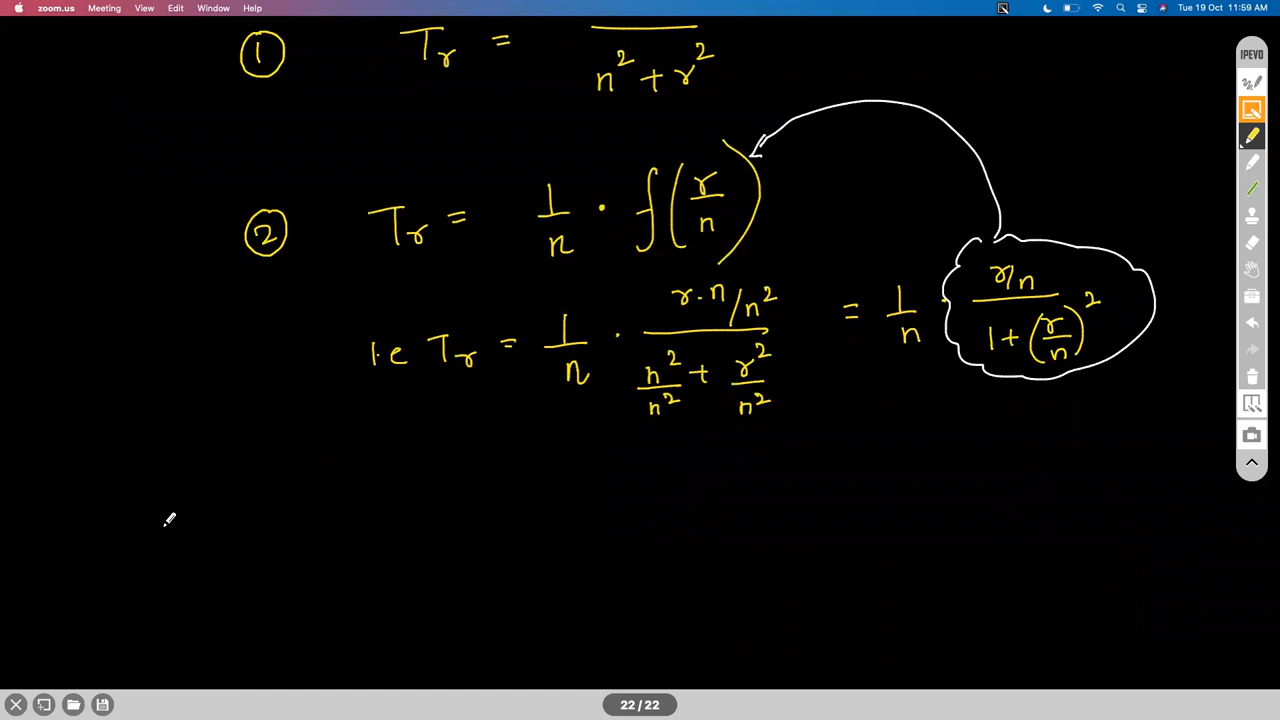 zoom.us Meeting View Edit Window Help Tue 19 Oct 11:59 AM
① Tr = ―――
n² + r²
IPEVO
② Tr = 1/n · f(r/n)
i.e Tr = 1/n · (r·n/n²)/(n²/n² + r²/n²) = 1/n · (r/n)/(1+(r/n)²)
22 / 22